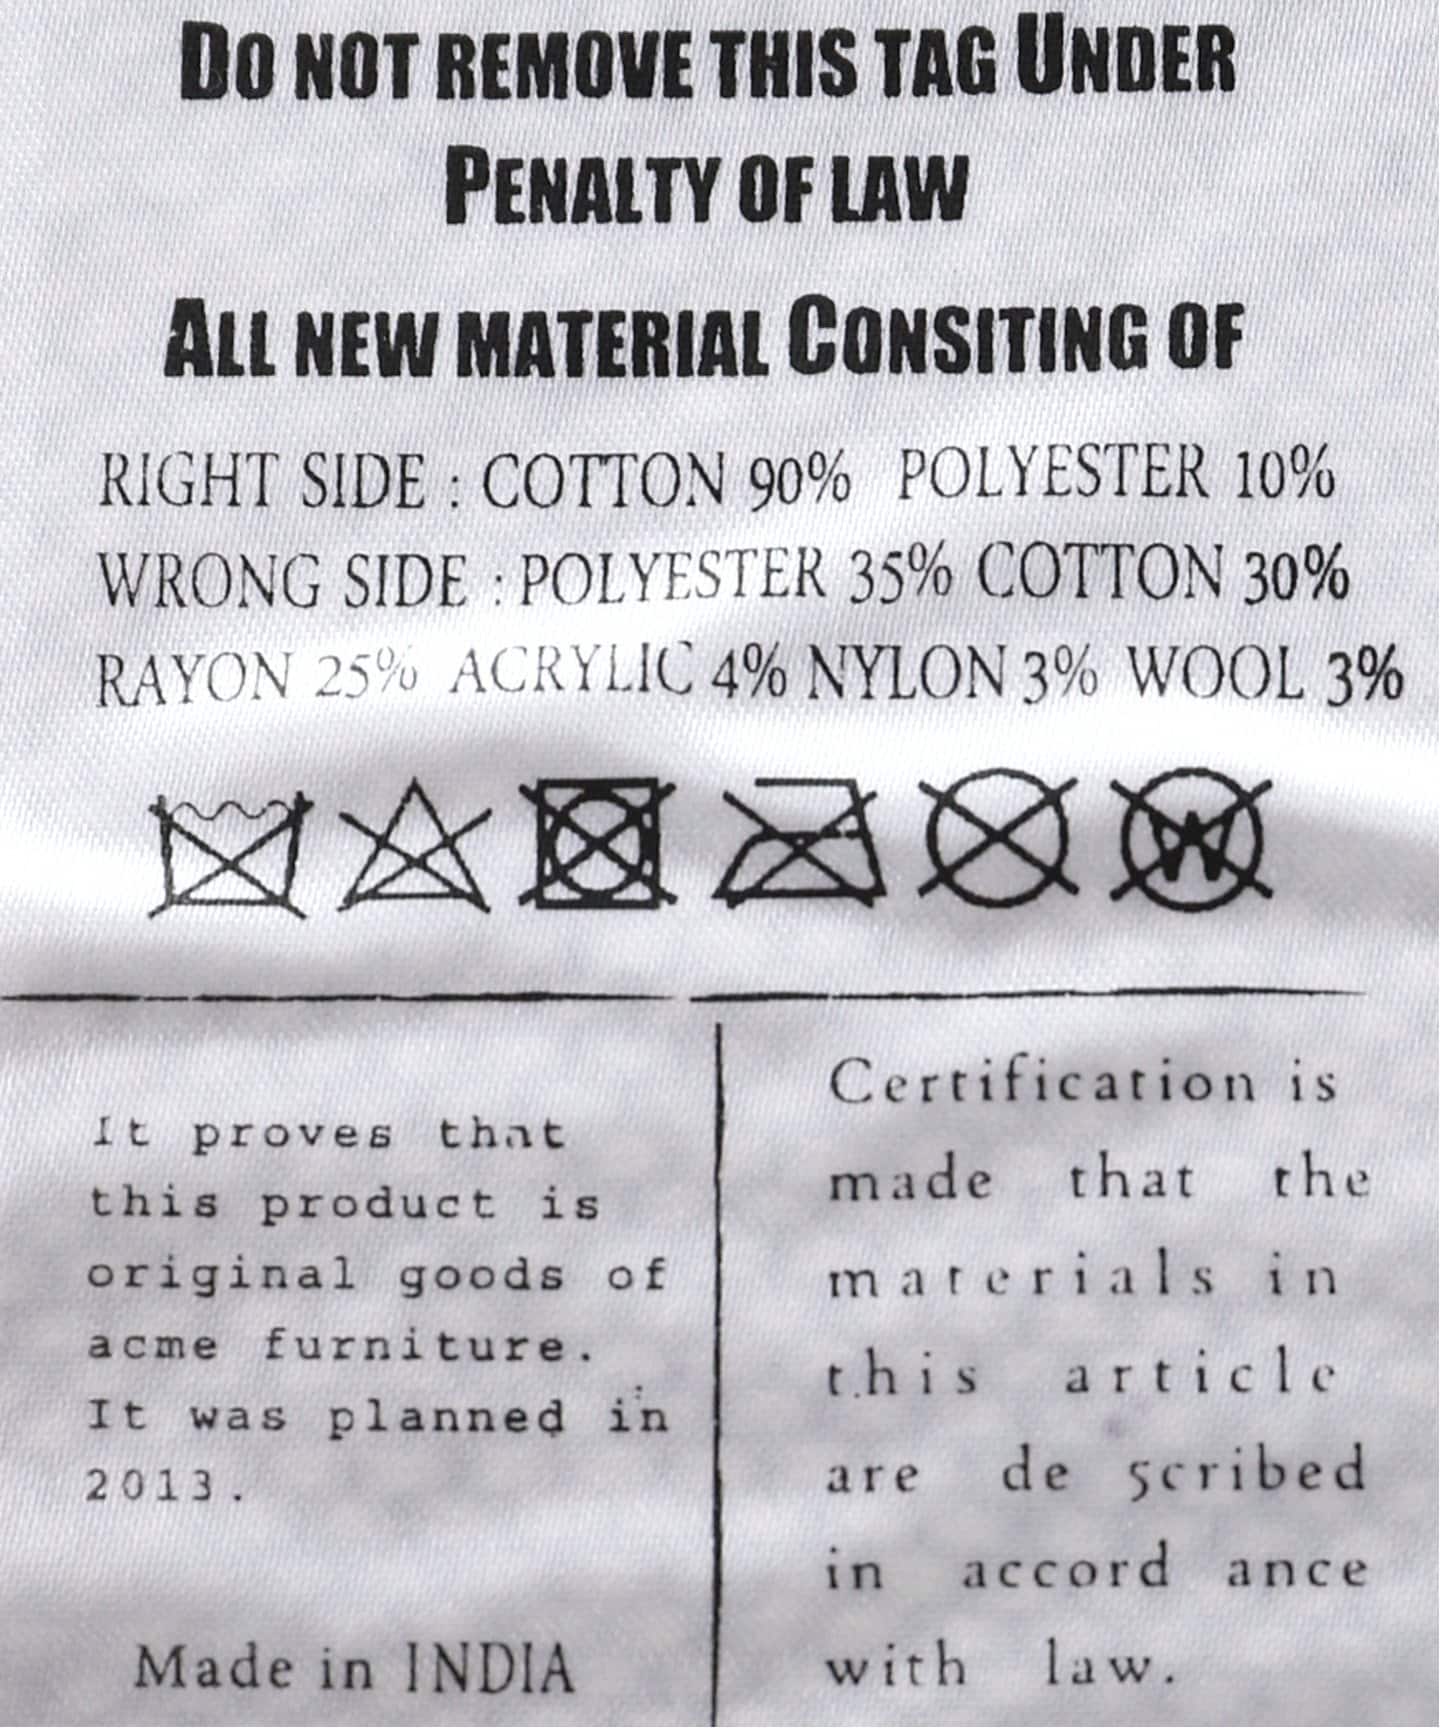 DO NOT REMOVE THIS TAG UNDER
PENALTY OF LAW
ALL NEW MATERIAL CONSITING OF
RIGHT SIDE : COTTON 90% POLYESTER 10%
WRONG SIDE : POLYESTER 35% COTTON 30%
RAYON 25% ACRYLIC 4% NYLON 3% WOOL 3%
W
It proves that
this product is
original goods of
acme furniture.
It was planned in
2013.
Made in INDIA
Certification is
made that the
materials in
this article
are de scribed
in accord ance
with law.